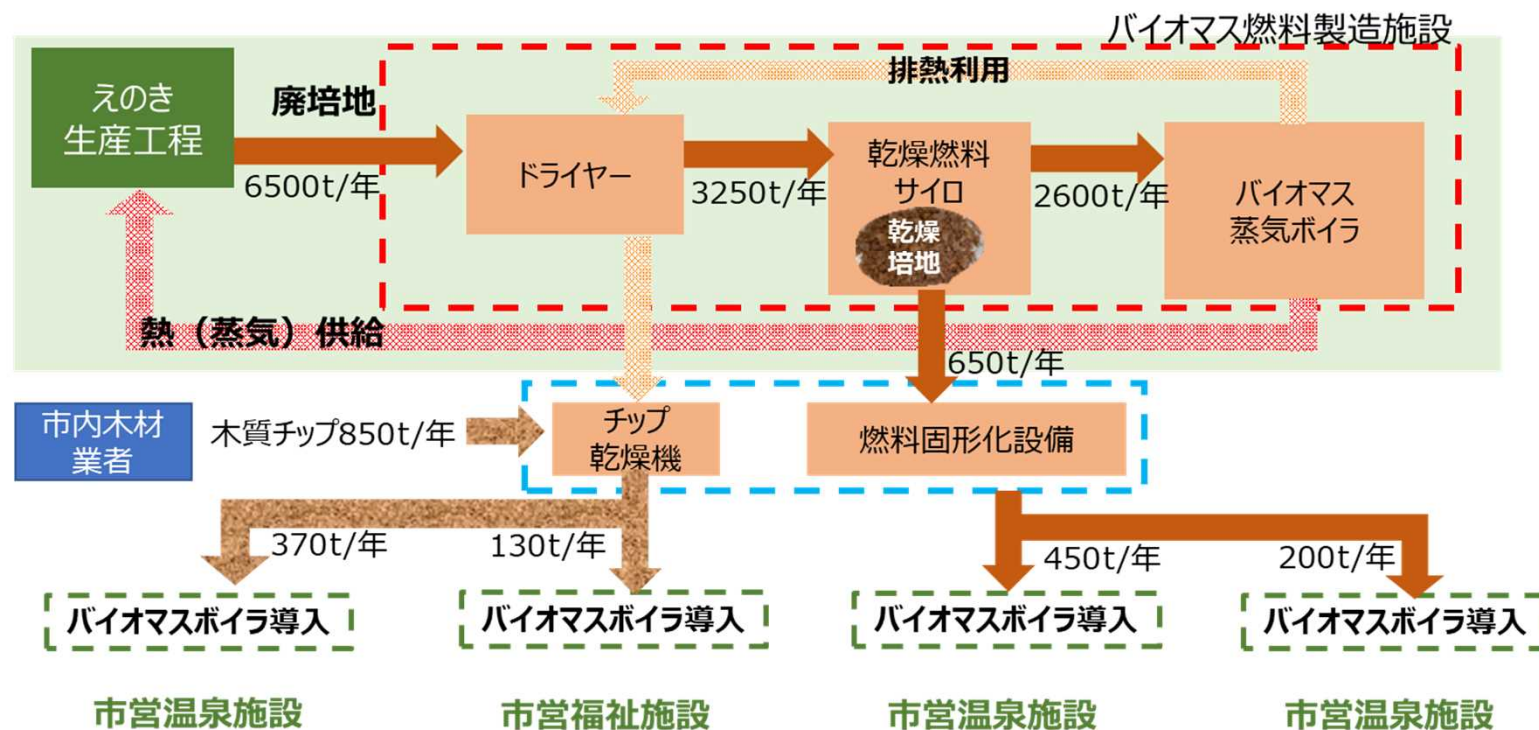 バイオマス燃料製造施設
えのき
生産工程
廃培地
6500t/年
排熱利用
ドライヤー
3250t/年
乾燥燃料
サイロ
乾燥
培地
2600t/年
バイオマス
蒸気ボイラ
熱（蒸気）供給
650t/年
市内木材
業者
木質チップ850t/年
チップ
乾燥機
燃料固形化設備
370t/年
130t/年
450t/年
200t/年
バイオマスボイラ導入
バイオマスボイラ導入
バイオマスボイラ導入
バイオマスボイラ導入
市営温泉施設
市営福祉施設
市営温泉施設
市営温泉施設